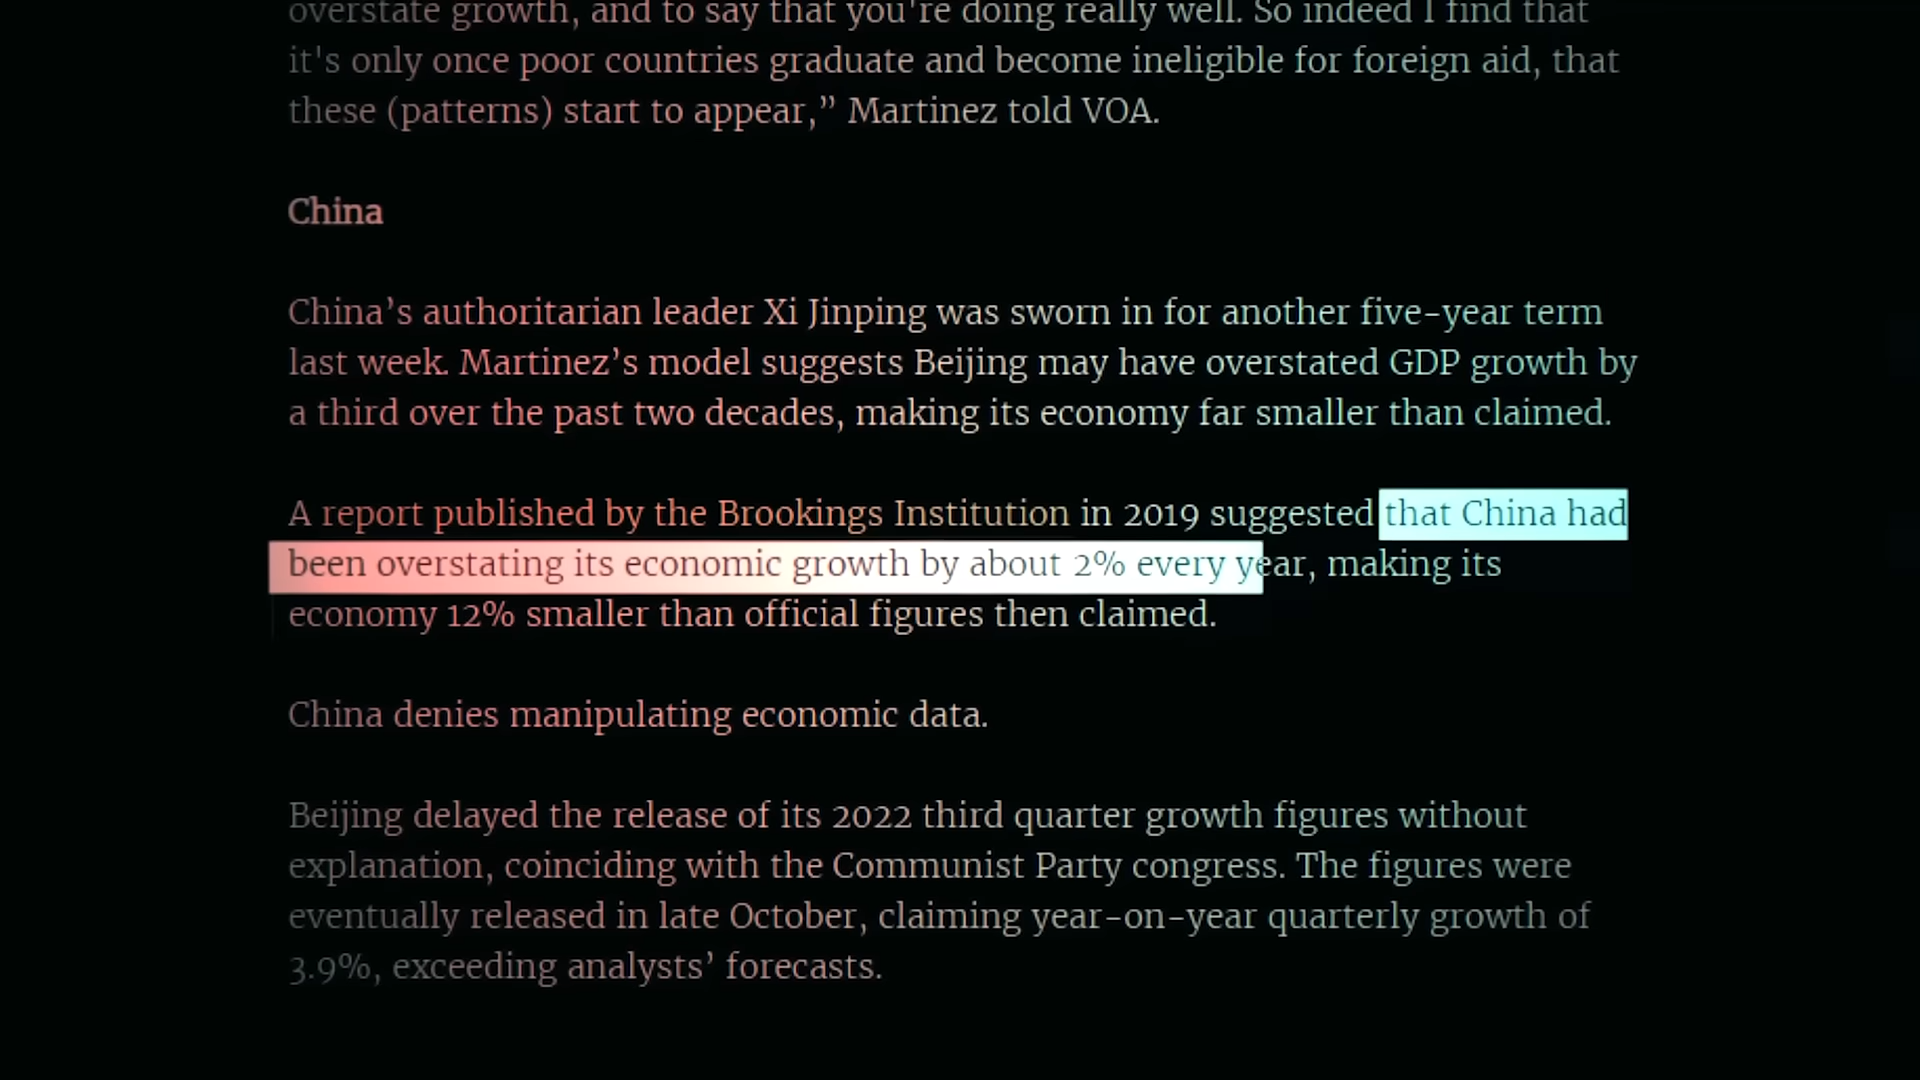 overstate growth, and to say that you're doing really well. So indeed I find that
it's only once poor countries graduate and become ineligible for foreign aid, that
these (patterns) start to appear,” Martinez told VOA.
China
China’s authoritarian leader Xi Jinping was sworn in for another five-year term
last week. Martinez’s model suggests Beijing may have overstated GDP growth by
a third over the past two decades, making its economy far smaller than claimed.
A report published by the Brookings Institution in 2019 suggested that China had
been overstating its economic growth by about 2% every year, making its
economy 12% smaller than official figures then claimed.
China denies manipulating economic data.
Beijing delayed the release of its 2022 third quarter growth figures without
explanation, coinciding with the Communist Party congress. The figures were
eventually released in late October, claiming year-on-year quarterly growth of
3.9%, exceeding analysts’ forecasts.